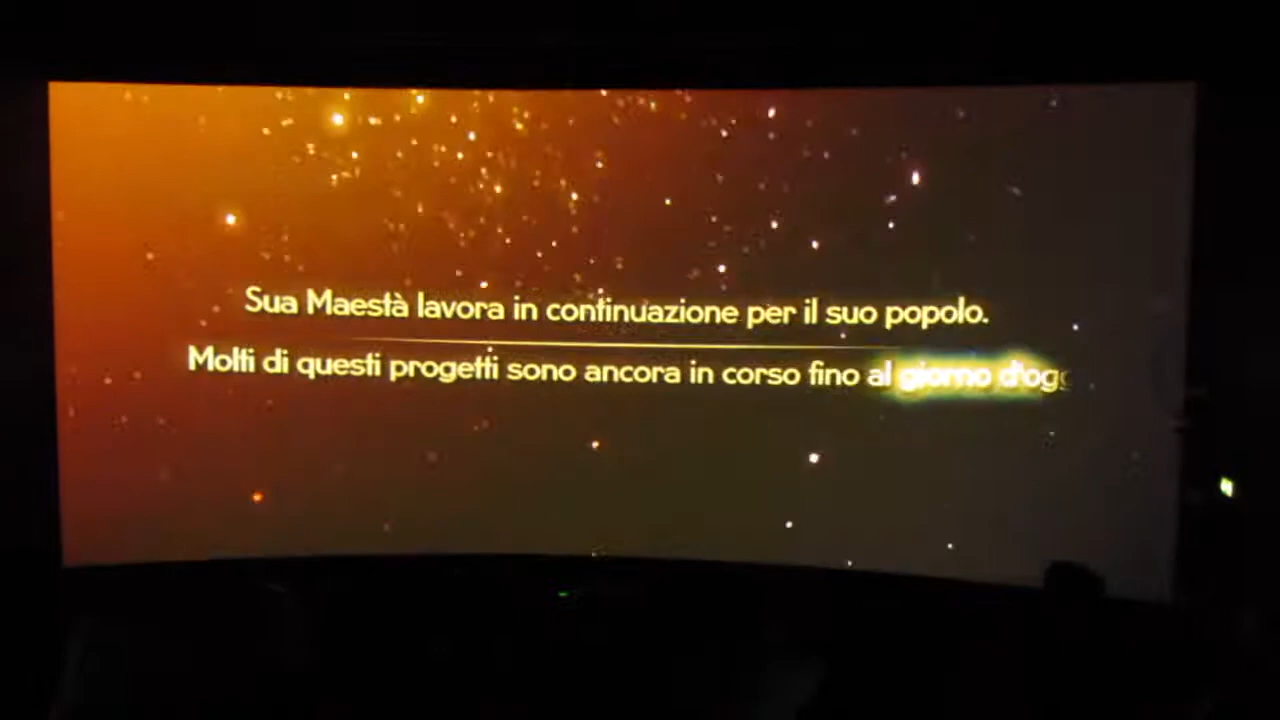 Sua Maestà lavora in continuazione per il suo popolo.
Molti di questi progetti sono ancora in corso fino al giorno d'ogg